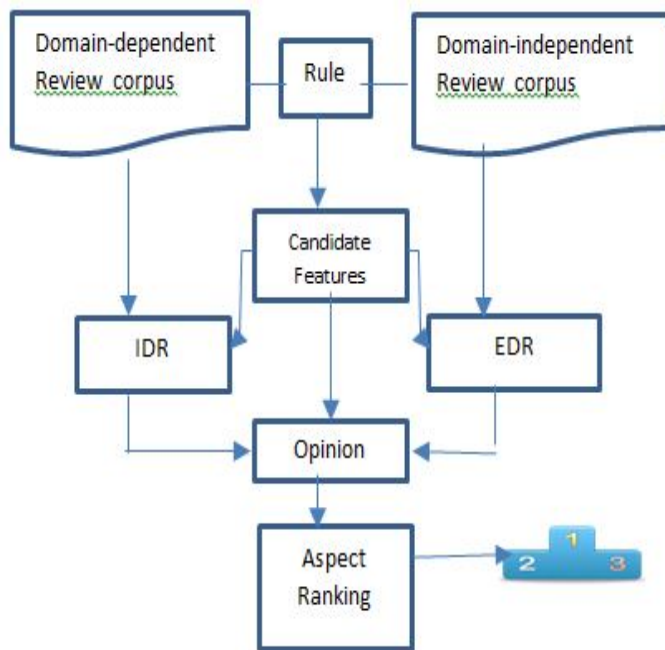 Domain-dependent
Review corpus
Rule
Domain-independent
Review corpus
Candidate
Features
IDR
EDR
Opinion
Aspect
Ranking
1
2
3